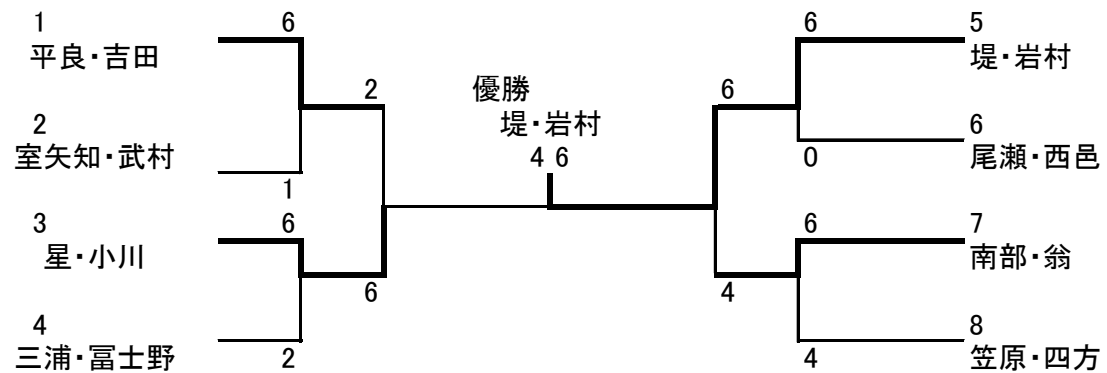 1
平良・吉田
6
2
室矢知・武村
1
2
3
星・小川
6
4
三浦・冨士野
2
6
優勝
堤・岩村
4 6
6
5
堤・岩村
6
6
尾瀬・西邑
0
6
7
南部・翁
4
8
笠原・四方
4